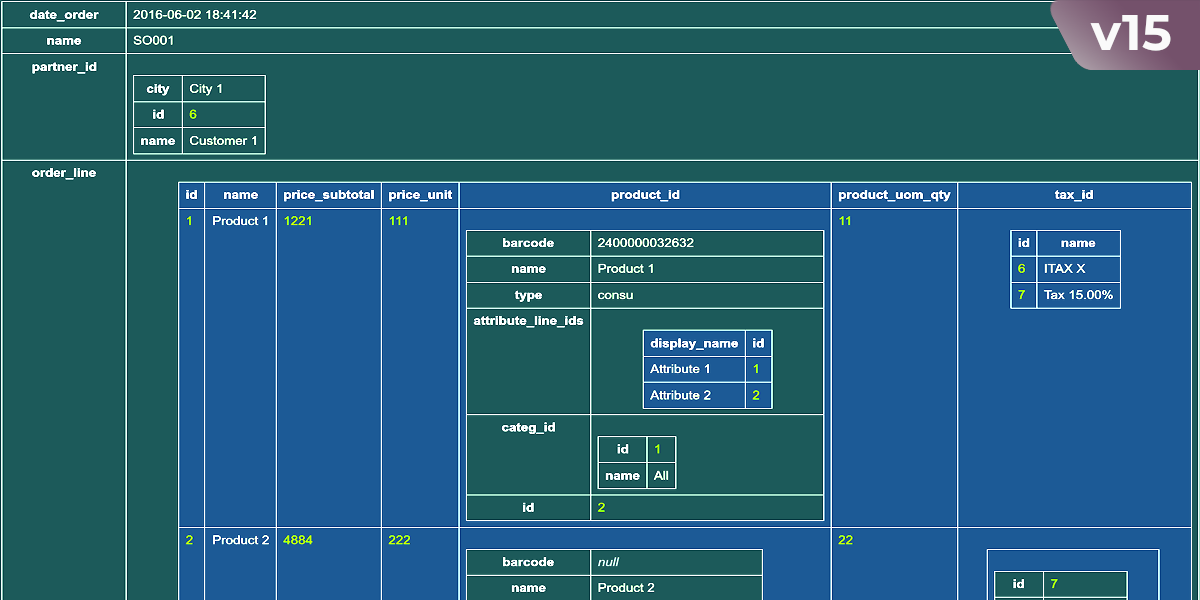 date_order 2016-06-02 18:41:42
v15
name SO001
partner_id
city City 1
id 6
name Customer 1
order_line
id name price_subtotal price_unit product_id product_uom_qty tax_id
1 Product 1 1221 111 11
barcode 2400000032632
name Product 1
type consu
attribute_line_ids
display_name id
Attribute 1 1
Attribute 2 2
categ_id
id 1
name All
id 2
id name
6 ITAX X
7 Tax 15.00%
2 Product 2 4884 222 22
barcode null
name Product 2
id 7